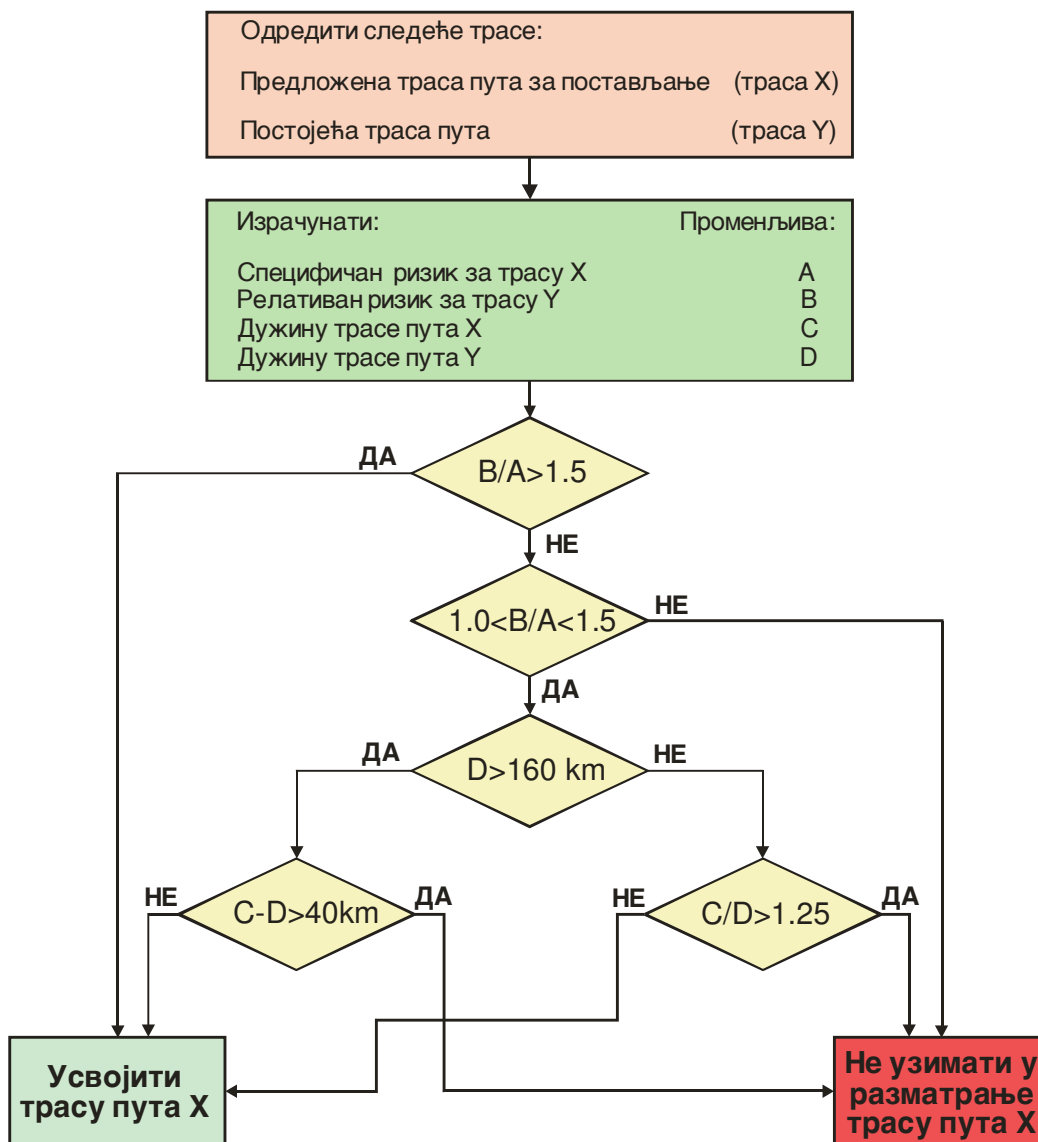 Одредити следеће трасе:
Предложена траса пута за постављање (траса X)
Постојећа траса пута (траса Y)
Израчунати: Променљива:
Специфичан ризик за трасу X A
Релативан ризик за трасу Y B
Дужину трасе пута X C
Дужину трасе пута Y D
ДА
B/A>1.5
НЕ
1.0<B/A<1.5
НЕ
ДА
ДА
D>160 km
НЕ
НЕ
C-D>40km
ДА
НЕ
C/D>1.25
ДА
Усвојити
трасу пута X
Не узимати у
разматрање
трасу пута X